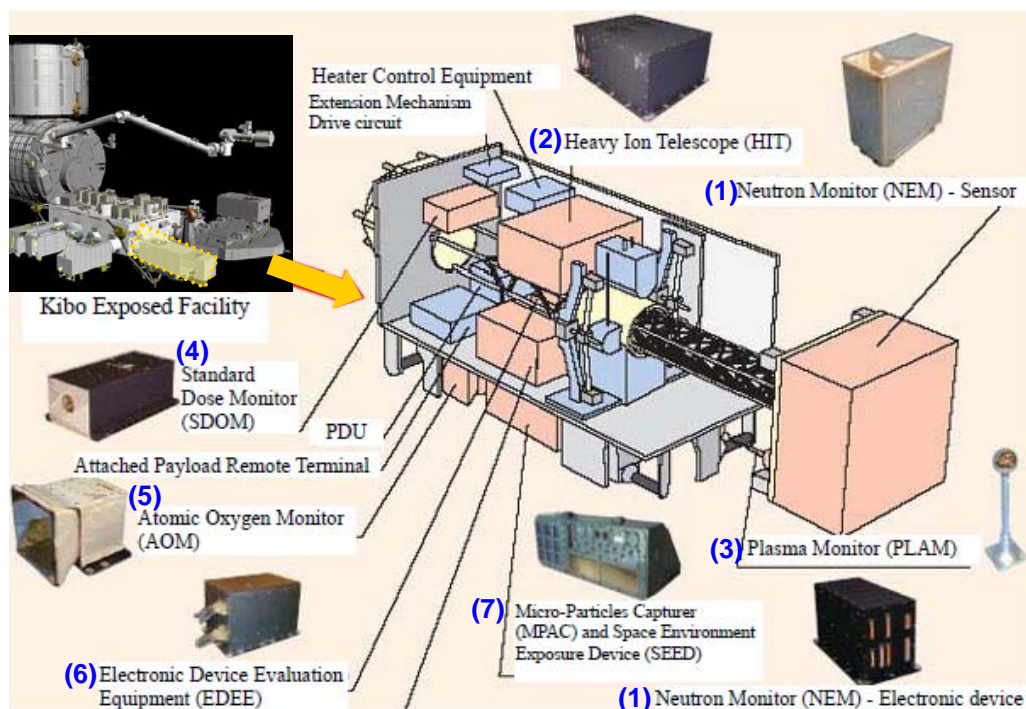 Heater Control Equipment
Extension Mechanism
Drive circuit
(2) Heavy Ion Telescope (HIT)
(1) Neutron Monitor (NEM) - Sensor
Kibo Exposed Facility
(4)
Standard
Dose Monitor
(SDOM)
PDU
Attached Payload Remote Terminal
(5)
Atomic Oxygen Monitor
(AOM)
(3) Plasma Monitor (PLAM)
(7) Micro-Particles Capturer
(MPAC) and Space Environment
Exposure Device (SEED)
(6) Electronic Device Evaluation
Equipment (EDEE)
(1) Neutron Monitor (NEM) - Electronic device